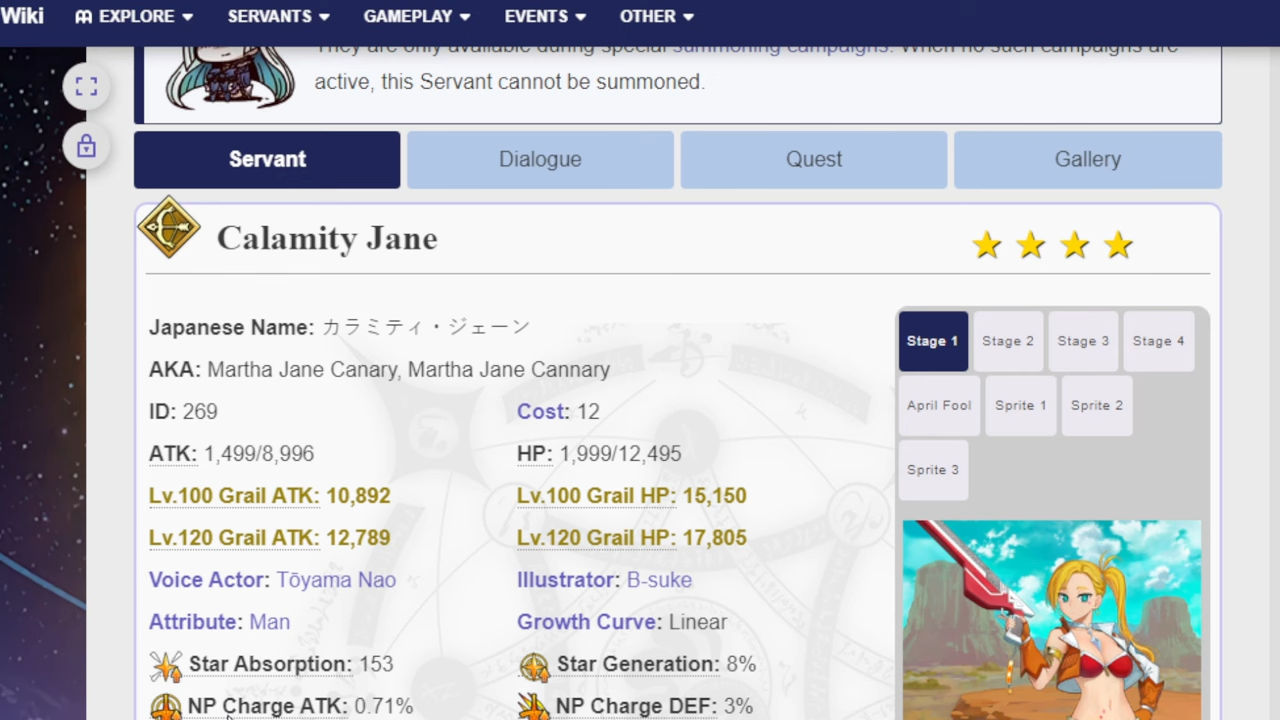 Wiki EXPLORE SERVANTS GAMEPLAY EVENTS OTHER
They are only available during special summoning campaigns. When no such campaigns are
active, this Servant cannot be summoned.
Servant Dialogue Quest Gallery
Calamity Jane
Japanese Name: カラミティ・ジェーン
AKA: Martha Jane Canary, Martha Jane Cannary
ID: 269 Cost: 12
ATK: 1,499/8,996 HP: 1,999/12,495
Lv.100 Grail ATK: 10,892 Lv.100 Grail HP: 15,150
Lv.120 Grail ATK: 12,789 Lv.120 Grail HP: 17,805
Voice Actor: Tōyama Nao Illustrator: B-suke
Attribute: Man Growth Curve: Linear
Star Absorption: 153 Star Generation: 8%
NP Charge ATK: 0.71% NP Charge DEF: 3%
Stage 1 Stage 2 Stage 3 Stage 4
April Fool Sprite 1 Sprite 2
Sprite 3